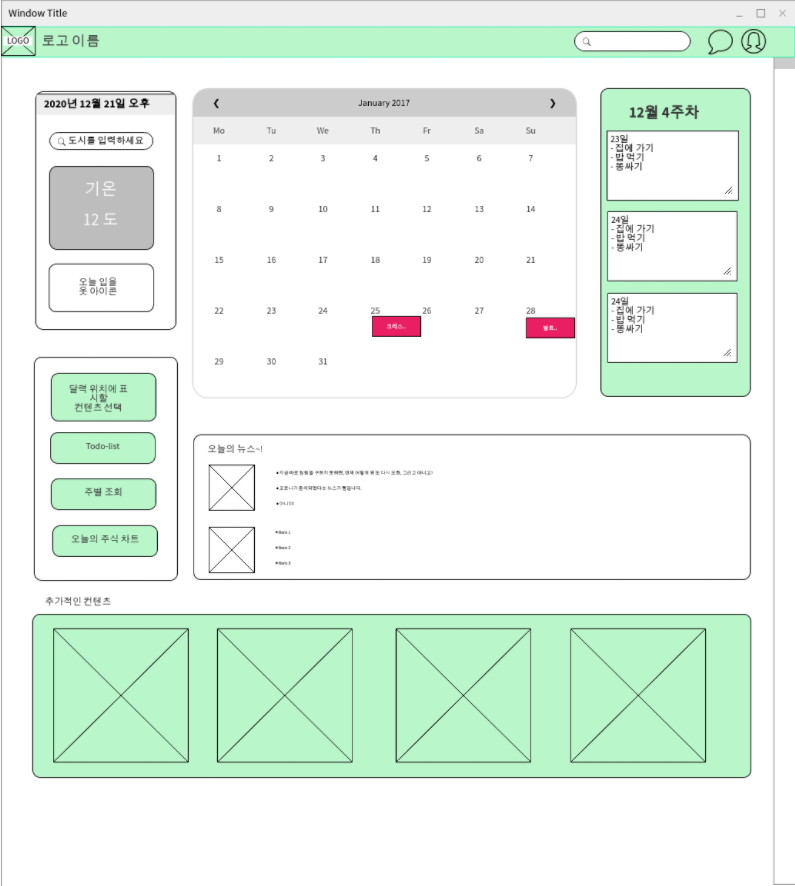 Window Title
LOGO 로고 이름
2020년 12월 21일 오후
도시를 입력하세요
기온
12 도
오늘 입을
옷 아이콘
January 2017
Mo Tu We Th Fr Sa Su
1 2 3 4 5 6 7
8 9 10 11 12 13 14
15 16 17 18 19 20 21
22 23 24 25 26 27 28
크리스..
29 30 31
12월 4주차
23일
- 집에 가기
- 밥 먹기
- 똥싸기
24일
- 집에 가기
- 밥 먹기
- 똥싸기
24일
- 집에 가기
- 밥 먹기
- 똥싸기
달력 위치에 표
시할
컨텐츠 선택
Todo-list
주별 조회
오늘의 주식 차트
오늘의 뉴스~!
Item 1
Item 2
Item 3
추가적인 컨텐츠